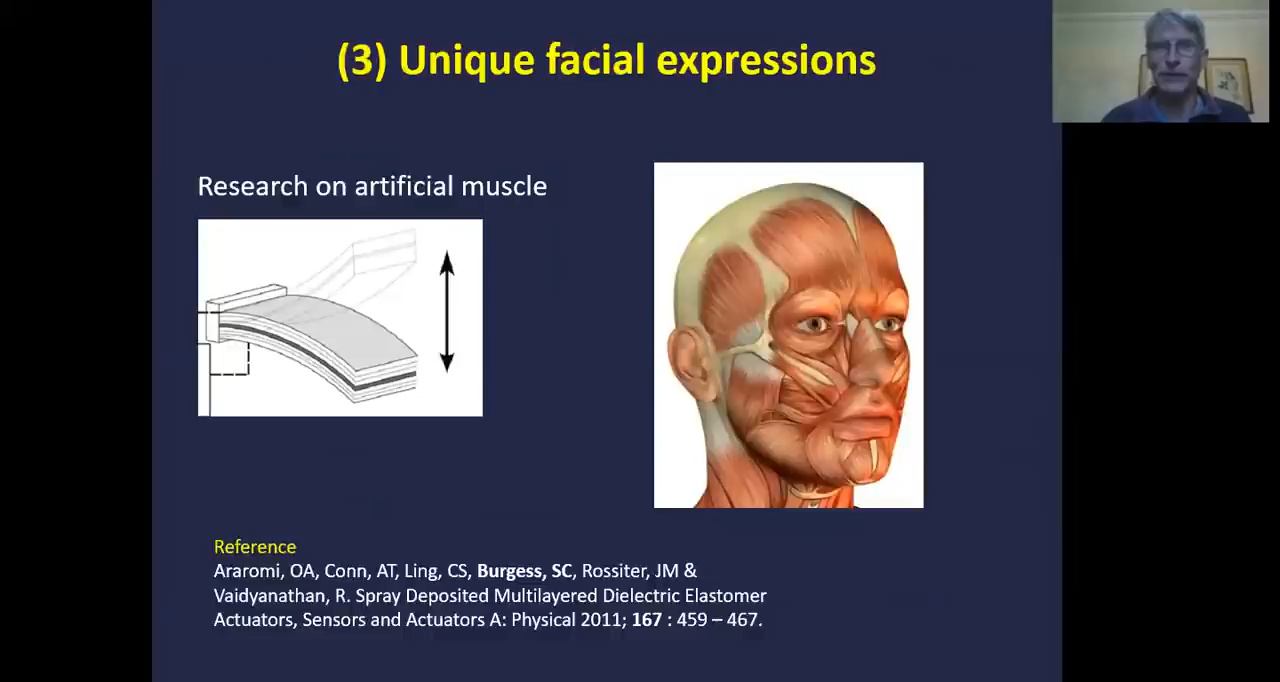 (3) Unique facial expressions
Research on artificial muscle
Reference
Araromi, OA, Conn, AT, Ling, CS, Burgess, SC, Rossiter, JM &
Vaidyanathan, R. Spray Deposited Multilayered Dielectric Elastomer
Actuators, Sensors and Actuators A: Physical 2011; 167 : 459 – 467.